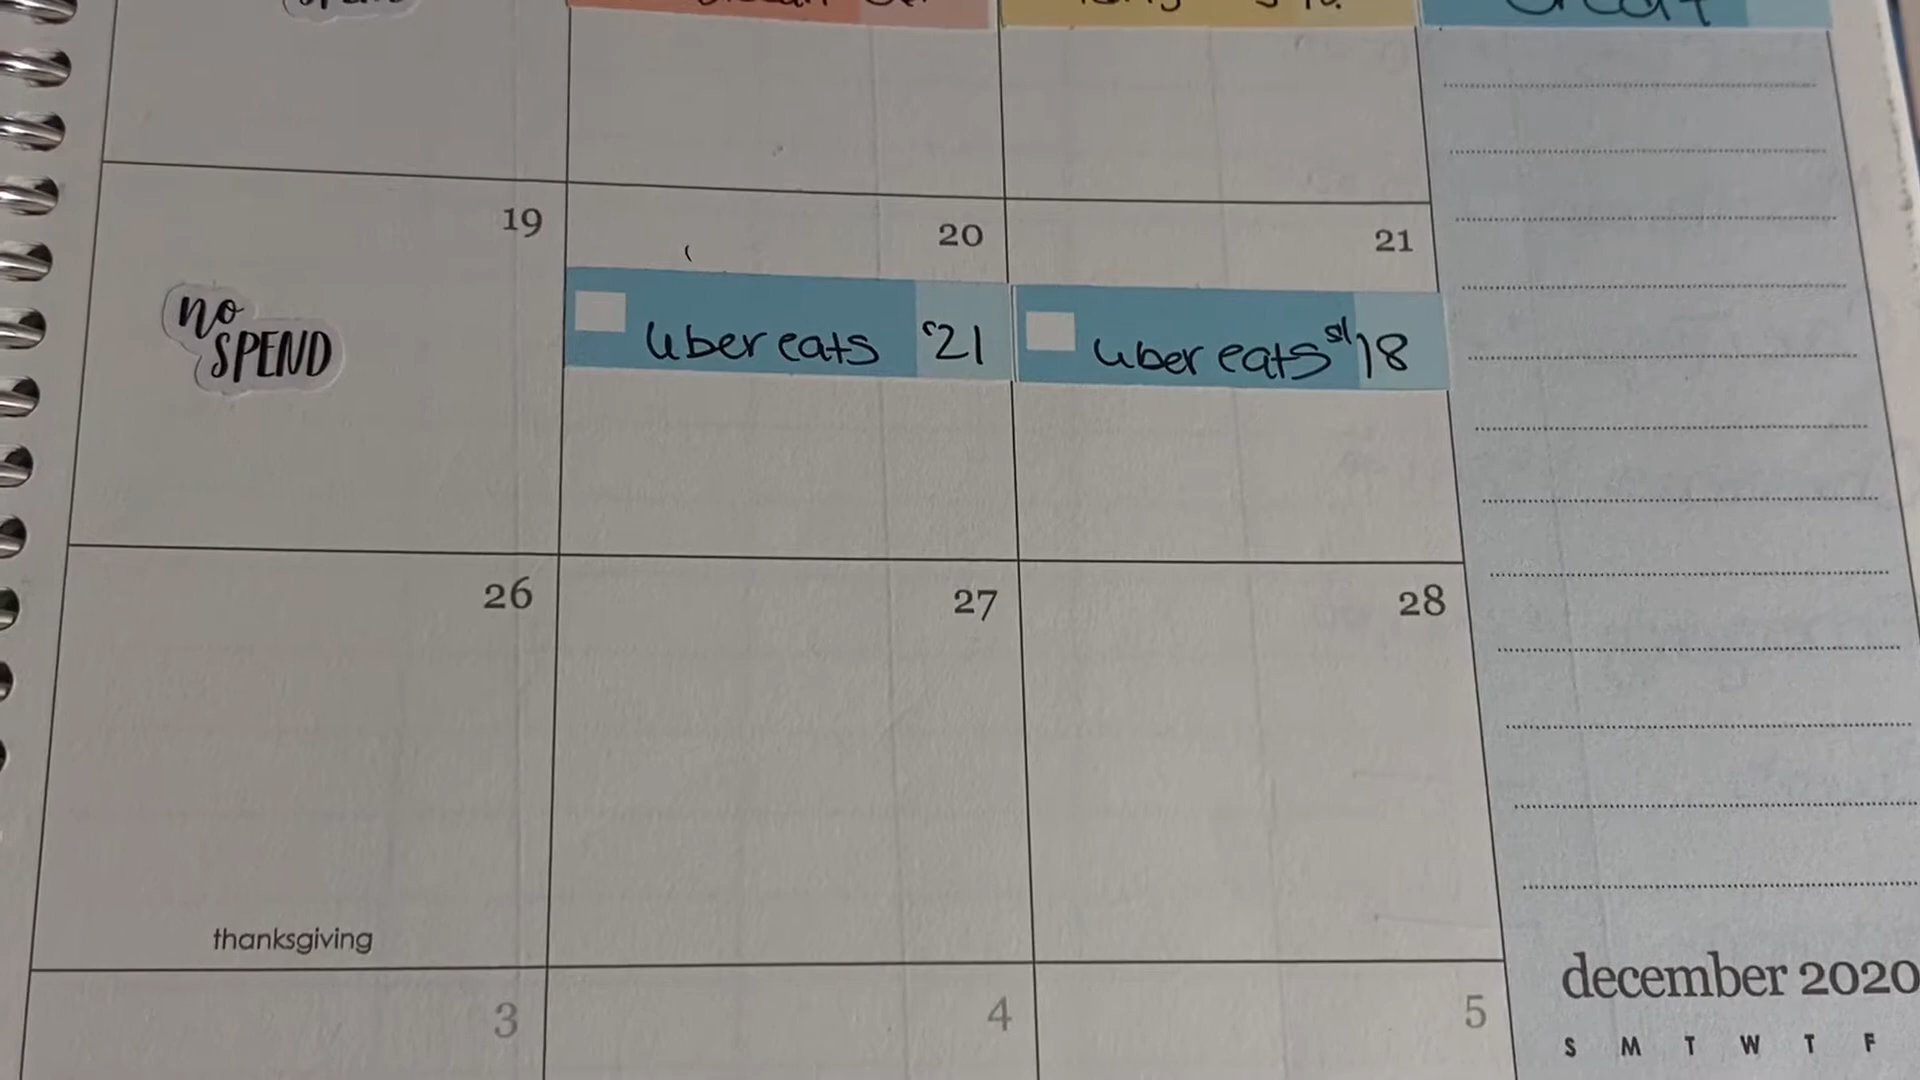 19
20
21
no
SPEND
uber eats $21
uber eats $18
26
27
28
thanksgiving
3
4
5
december 2020
S M T W T F